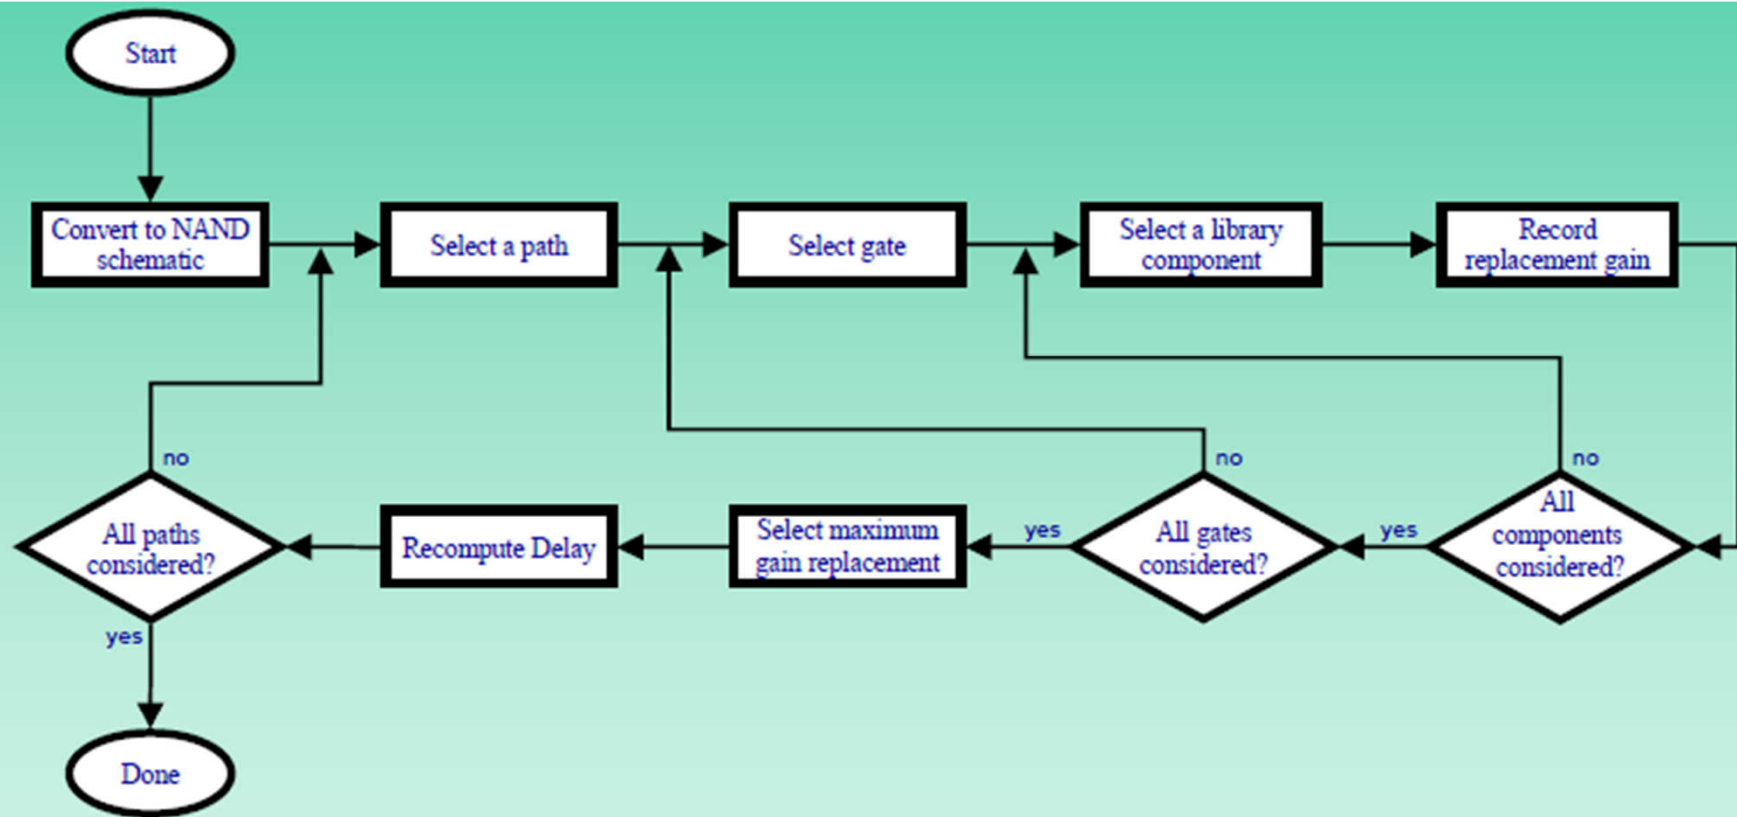 Start
Convert to NAND
schematic
Select a path
Select gate
Select a library
component
Record
replacement gain
no
no
no
All paths
considered?
Recompute Delay
Select maximum
gain replacement
yes
All gates
considered?
yes
All
components
considered?
yes
Done